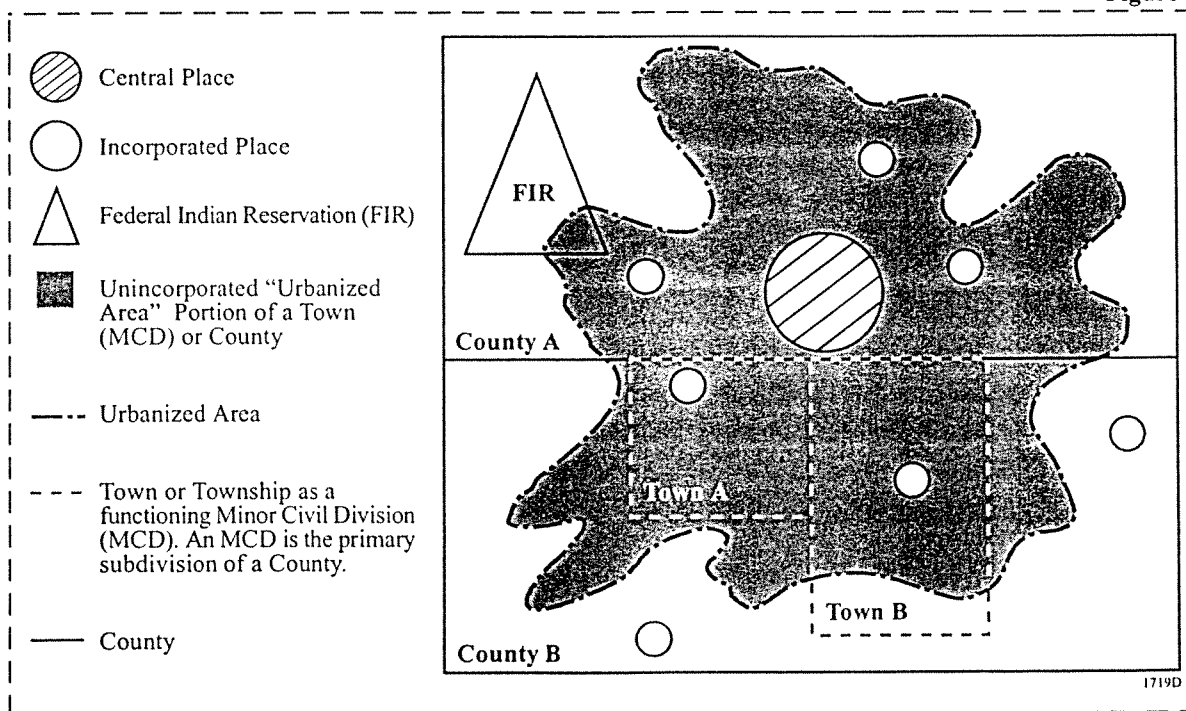 Central Place
Incorporated Place
Federal Indian Reservation (FIR)
Unincorporated “Urbanized
Area” Portion of a Town
(MCD) or County
Urbanized Area
Town or Township as a
functioning Minor Civil Division
(MCD). An MCD is the primary
subdivision of a County.
County
FIR
County A
Town A
Town B
County B
1719D